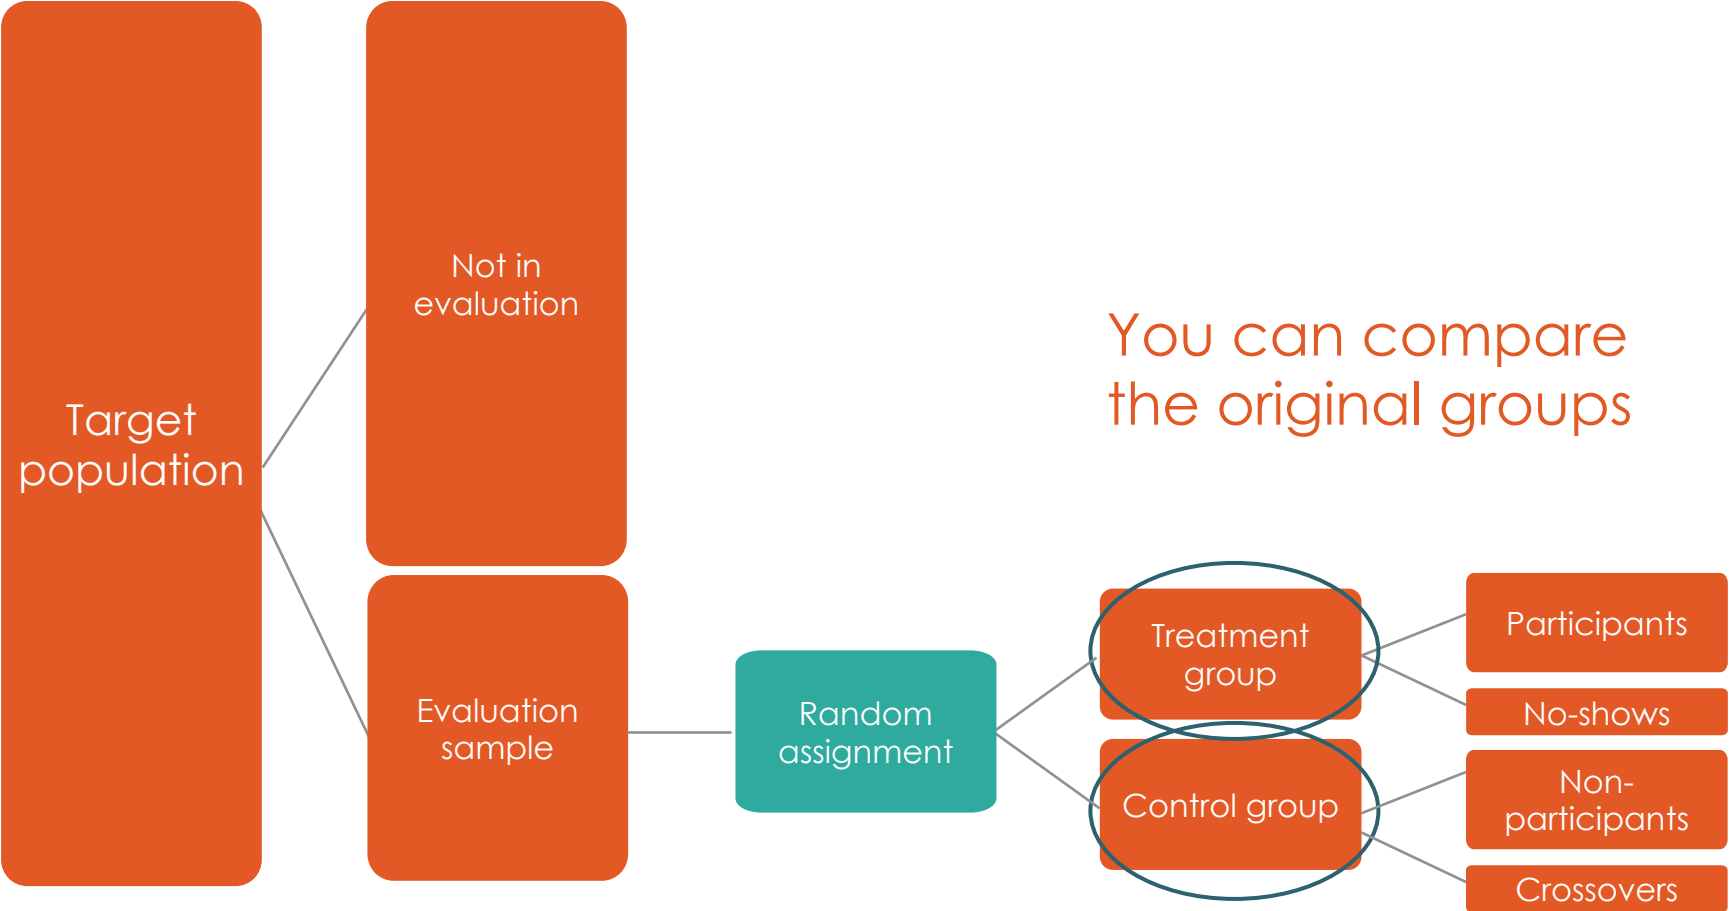 Target
population
Not in
evaluation
Evaluation
sample
Random
assignment
You can compare
the original groups
Treatment
group
Control group
Participants
No-shows
Non-
participants
Crossovers